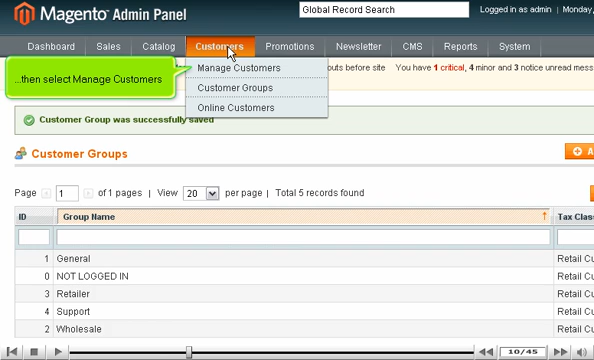 Magento Admin Panel
Global Record Search
Logged in as admin | Monday,
Dashboard Sales Catalog Customers Promotions Newsletter CMS Reports System
...then select Manage Customers
Manage Customers
Customer Groups
Online Customers
outs before site You have 1 critical, 4 minor and 3 notice unread mess
Customer Group was successfully saved
Customer Groups
A
Page 1 of 1 pages | View 20 per page | Total 5 records found
ID Group Name Tax Class
1 General Retail Cu
0 NOT LOGGED IN Retail Cu
3 Retailer Retail Cu
4 Support Retail Cu
2 Wholesale Retail Cu
10/45